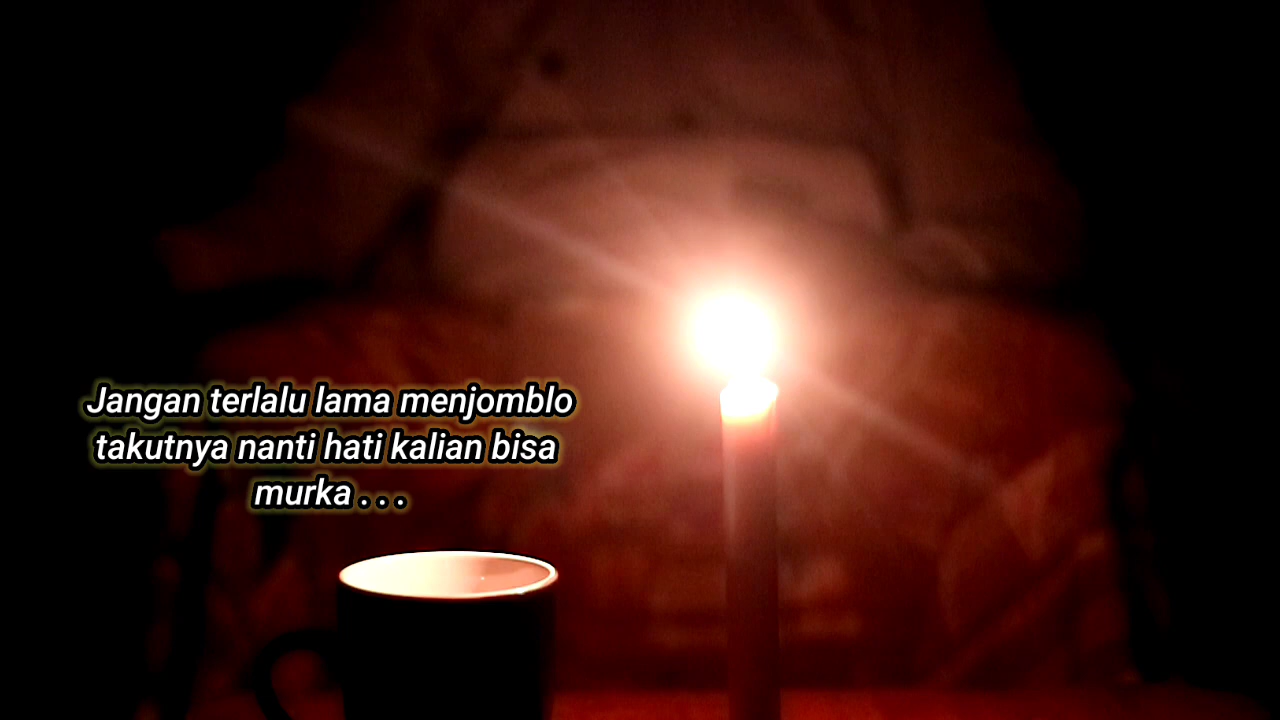 Jangan terlalu lama menjomblo
takutnya nanti hati kalian bisa
murka . . .